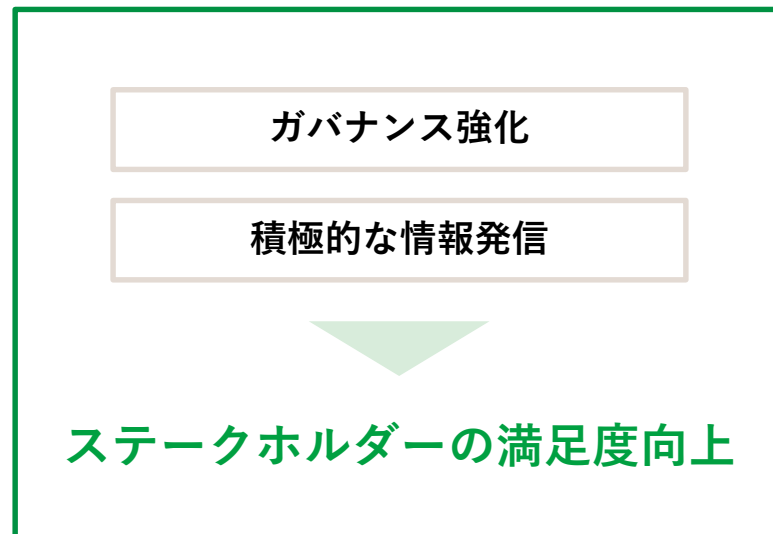 ガバナンス強化
積極的な情報発信
ステークホルダーの満足度向上